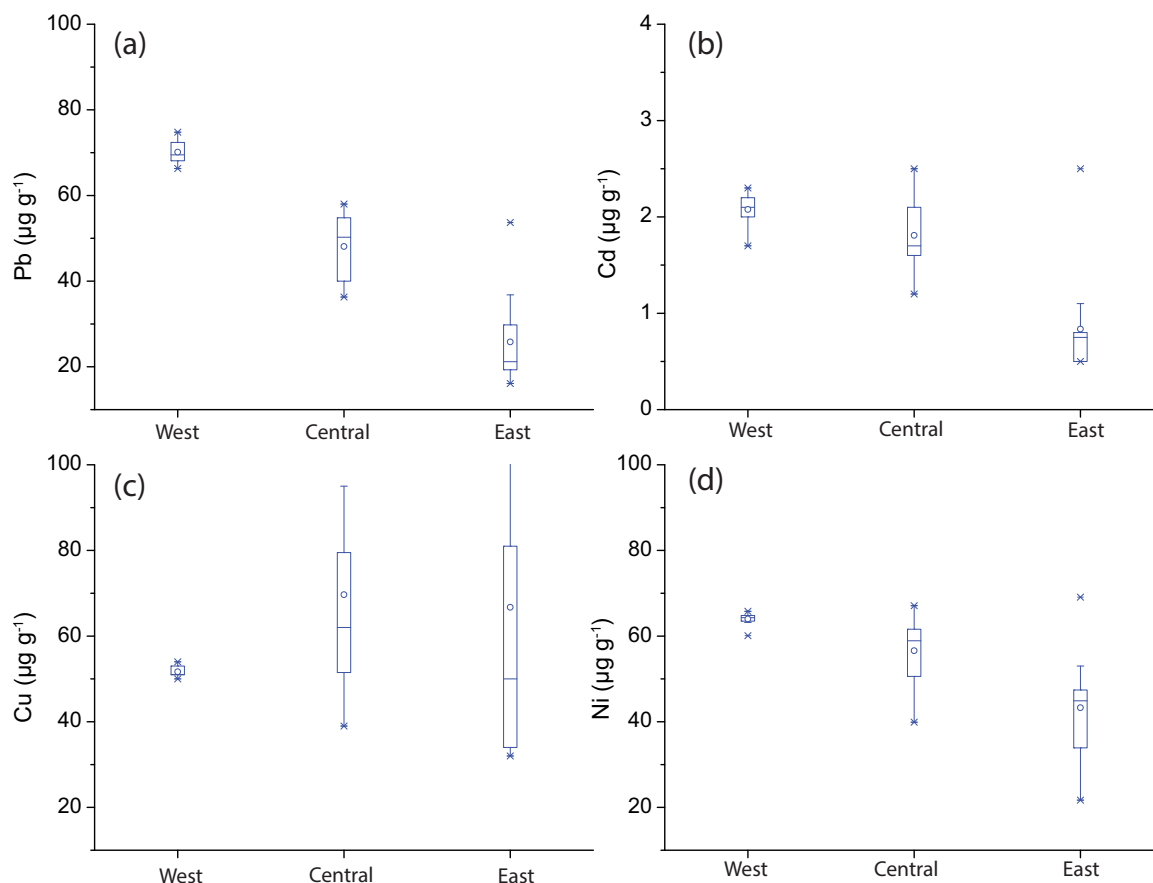 (a)
100
80
60
40
20
Pb (µg g⁻¹)
West Central East
(b)
4
3
2
1
0
Cd (µg g⁻¹)
West Central East
(c)
100
80
60
40
20
Cu (µg g⁻¹)
West Central East
(d)
100
80
60
40
20
Ni (µg g⁻¹)
West Central East